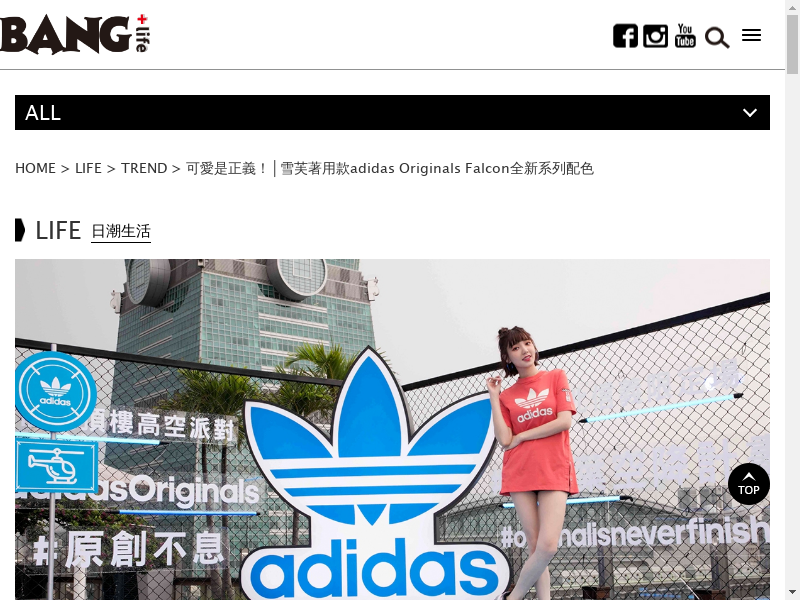 BANG+life
ALL
HOME > LIFE > TREND > 可愛是正義！│雪芙著用款adidas Originals Falcon全新系列配色
LIFE 日潮生活
adidas
頂樓高空派對
adidasOriginals
#原創不息
adidas
adidas
#originalisneverfinish
TOP